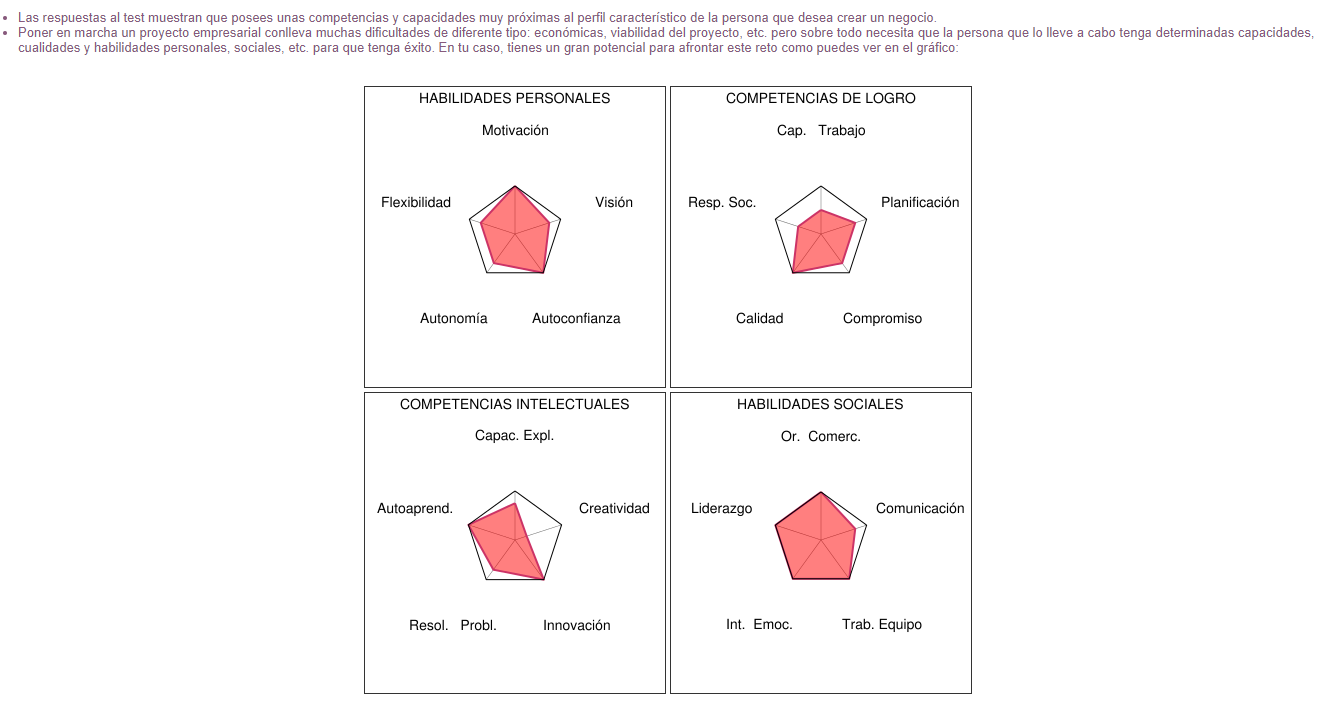 Las respuestas al test muestran que posees unas competencias y capacidades muy próximas al perfil característico de la persona que desea crear un negocio.
Poner en marcha un proyecto empresarial conlleva muchas dificultades de diferente tipo: económicas, viabilidad del proyecto, etc. pero sobre todo necesita que la persona que lo lleve a cabo tenga determinadas capacidades,
cualidades y habilidades personales, sociales, etc. para que tenga éxito. En tu caso, tienes un gran potencial para afrontar este reto como puedes ver en el gráfico:
HABILIDADES PERSONALES
Motivación
Flexibilidad
Visión
Autonomía
Autoconfianza
COMPETENCIAS DE LOGRO
Cap. Trabajo
Resp. Soc.
Planificación
Calidad
Compromiso
COMPETENCIAS INTELECTUALES
Capac. Expl.
Autoaprend.
Creatividad
Resol. Probl.
Innovación
HABILIDADES SOCIALES
Or. Comerc.
Liderazgo
Comunicación
Int. Emoc.
Trab. Equipo